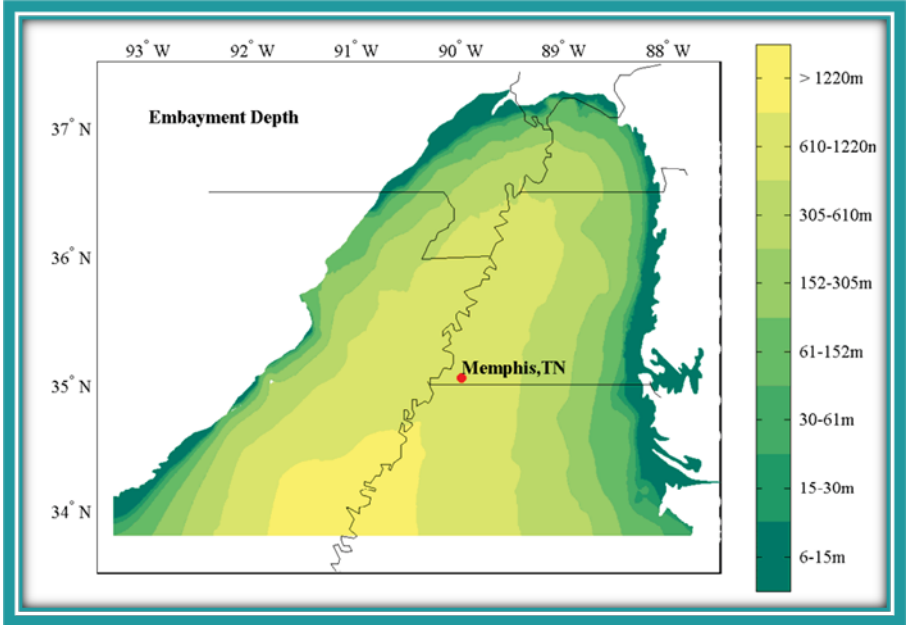 93° W 92° W 91° W 90° W 89° W 88° W
Embayment Depth
37° N
36° N
35° N
34° N
Memphis,TN
> 1220m
610-1220n
305-610m
152-305m
61-152m
30-61m
15-30m
6-15m